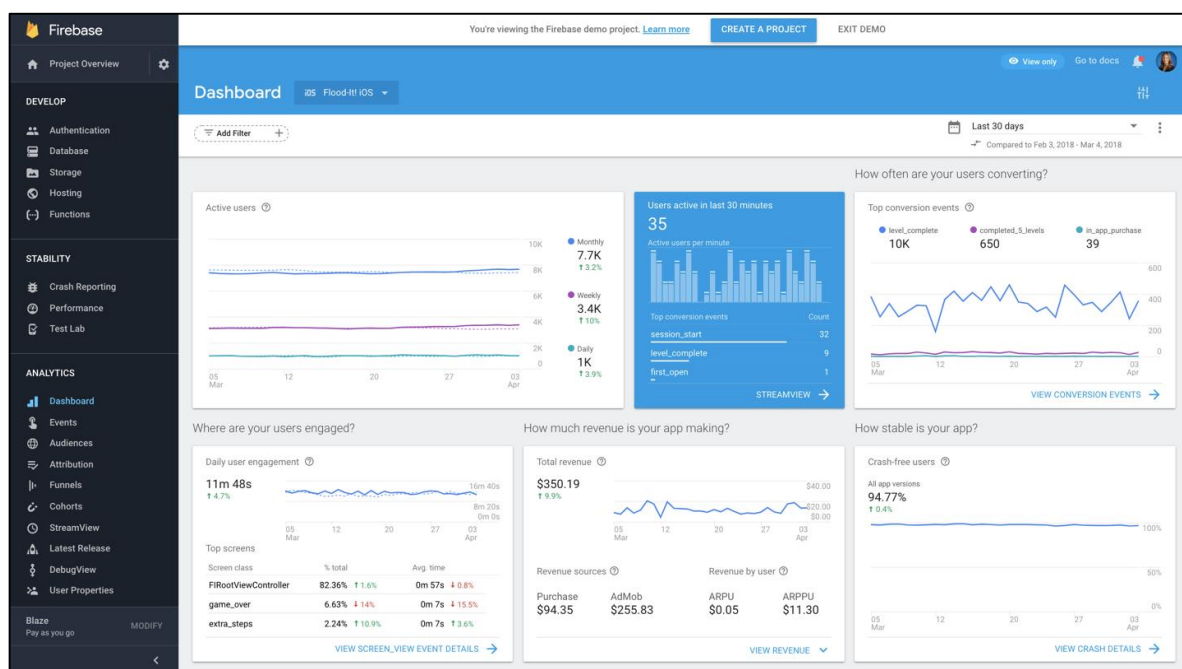 Firebase
You're viewing the Firebase demo project. Learn more
CREATE A PROJECT
EXIT DEMO
Project Overview
View only
Go to docs
Dashboard
iOS Flood-It! iOS
DEVELOP
Authentication
Database
Storage
Hosting
Functions
STABILITY
Crash Reporting
Performance
Test Lab
ANALYTICS
Dashboard
Events
Audiences
Attribution
Funnels
Cohorts
StreamView
Latest Release
DebugView
User Properties
Blaze
Pay as you go
MODIFY
Add Filter
Last 30 days
Compared to Feb 3, 2018 - Mar 4, 2018
Active users
10K
8K
6K
4K
2K
0
05
Mar
12
20
27
03
Apr
Monthly
7.7K
3.2%
Weekly
3.4K
10%
Daily
1K
3.9%
Users active in last 30 minutes
35
Active users per minute
Top conversion events Count
session_start 32
level_complete 9
first_open 1
STREAMVIEW
How often are your users converting?
Top conversion events
level_complete completed_5_levels in_app_purchase
10K 650 39
600
400
200
0
05 12 20 27 03
Mar Apr
VIEW CONVERSION EVENTS
Where are your users engaged?
Daily user engagement
11m 48s
4.7%
16m 40s
8m 20s
0m 0s
05 12 20 27 03
Mar Apr
Top screens
Screen class % total Avg. time
FIRootViewController 82.36% 1.6% 0m 57s 0.8%
game_over 6.63% 14% 0m 7s 15.5%
extra_steps 2.24% 10.9% 0m 7s 3.6%
VIEW SCREEN_VIEW EVENT DETAILS
How much revenue is your app making?
Total revenue
$350.19
9.9%
$40.00
$20.00
$0.00
05 12 20 27 03
Mar Apr
Revenue sources Revenue by user
Purchase AdMob ARPU ARPPU
$94.35 $255.83 $0.05 $11.30
VIEW REVENUE
How stable is your app?
Crash-free users
All app versions
94.77%
0.4%
100%
50%
0%
05 12 20 27 03
Mar Apr
VIEW CRASH DETAILS